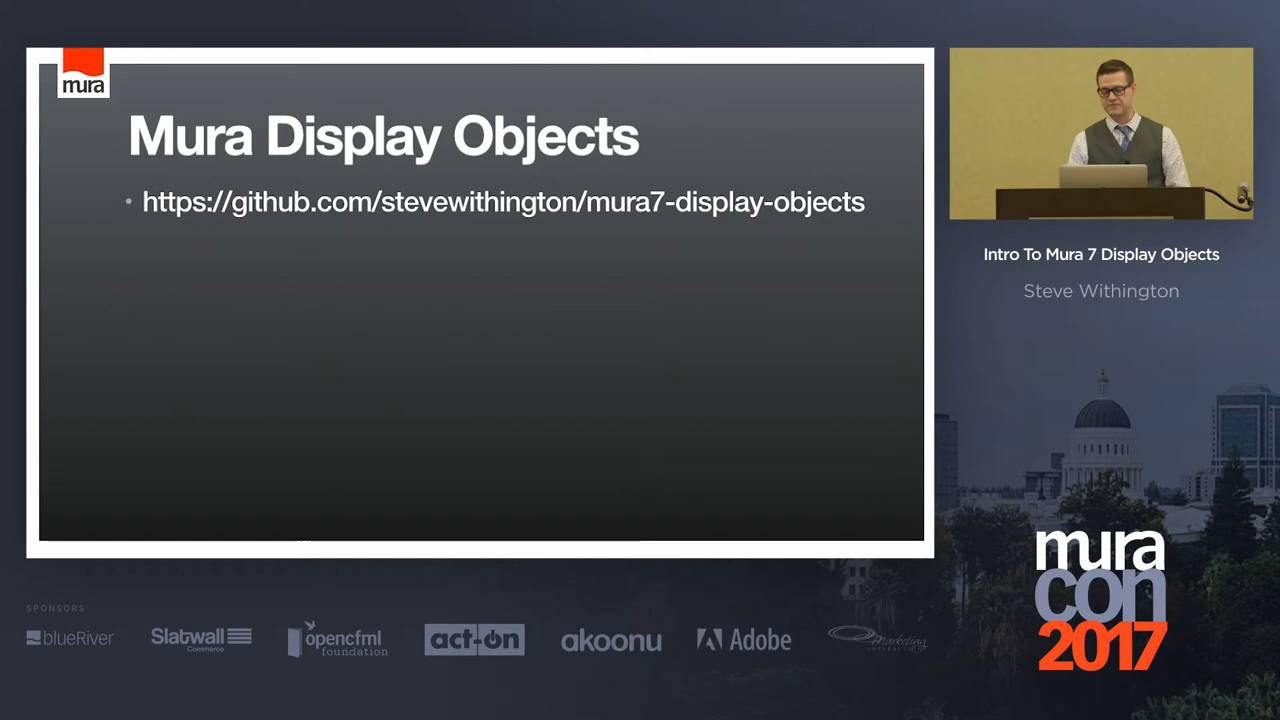 mura
Mura Display Objects
• https://github.com/stevewithington/mura7-display-objects
Intro To Mura 7 Display Objects
Steve Withington
SPONSORS
blueRiver
Slatwall
Commerce
opencfml
foundation
act-on
akoonu
Adobe
Marketing
mura
con
2017